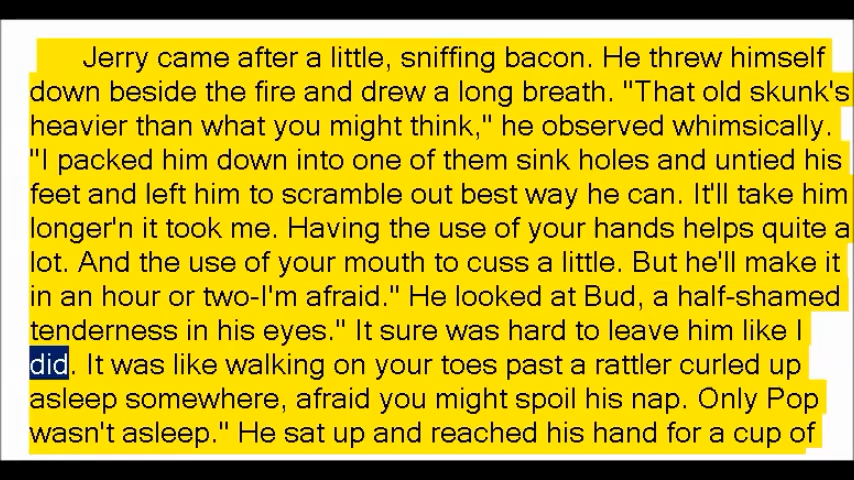 Jerry came after a little, sniffing bacon. He threw himself
down beside the fire and drew a long breath. "That old skunk's
heavier than what you might think," he observed whimsically.
"I packed him down into one of them sink holes and untied his
feet and left him to scramble out best way he can. It'll take him
longer'n it took me. Having the use of your hands helps quite a
lot. And the use of your mouth to cuss a little. But he'll make it
in an hour or two-I'm afraid." He looked at Bud, a half-shamed
tenderness in his eyes." It sure was hard to leave him like I
did. It was like walking on your toes past a rattler curled up
asleep somewhere, afraid you might spoil his nap. Only Pop
wasn't asleep." He sat up and reached his hand for a cup of